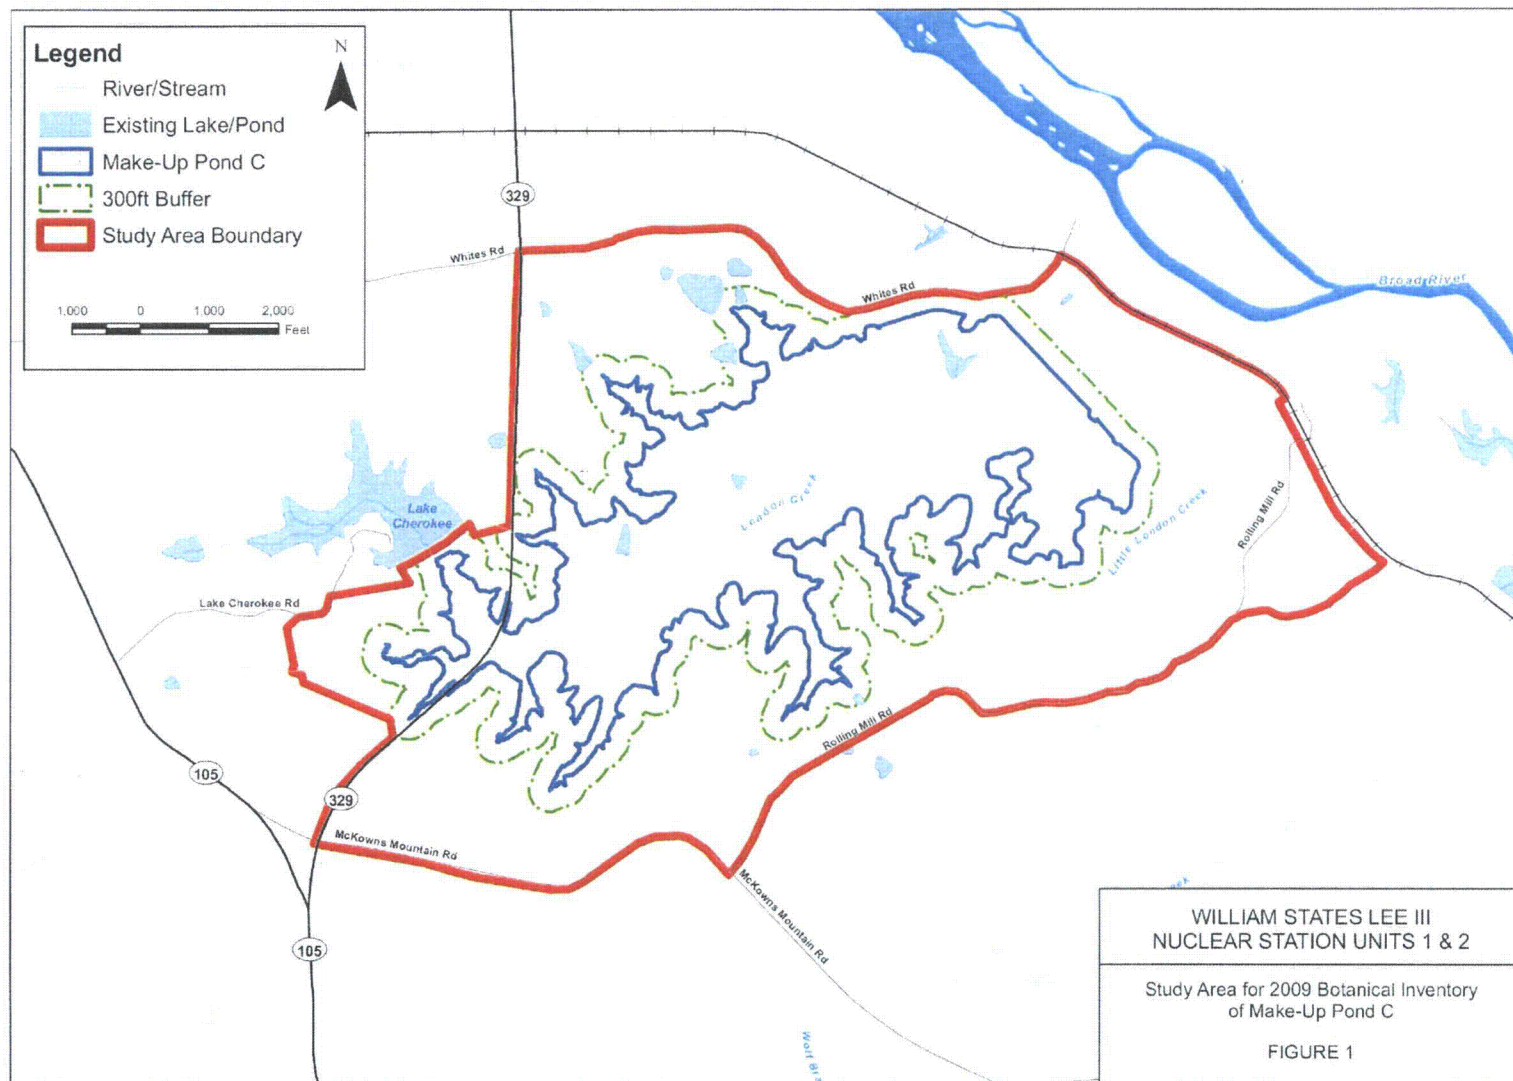 Legend
N
River/Stream
Existing Lake/Pond
Make-Up Pond C
300ft Buffer
Study Area Boundary
1,000 0 1,000 2,000
Feet
329
Whites Rd
Whites Rd
Broad River
Lake
Cherokee
London Creek
Little London Creek
Rolling Mill Rd
Lake Cherokee Rd
Rolling Mill Rd
105
329
McKowns Mountain Rd
McKowns Mountain Rd
105
WILLIAM STATES LEE III
NUCLEAR STATION UNITS 1 & 2
Study Area for 2009 Botanical Inventory
of Make-Up Pond C
FIGURE 1